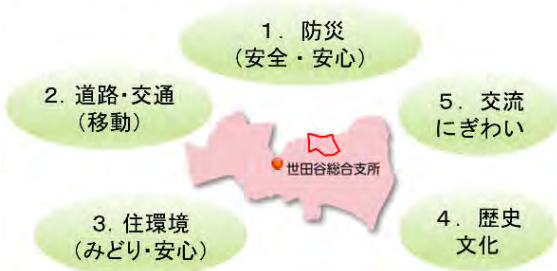 1. 防災
(安全・安心)
2. 道路・交通
(移動)
5. 交流
にぎわい
世田谷総合支所
3. 住環境
(みどり・安心)
4. 歴史
文化